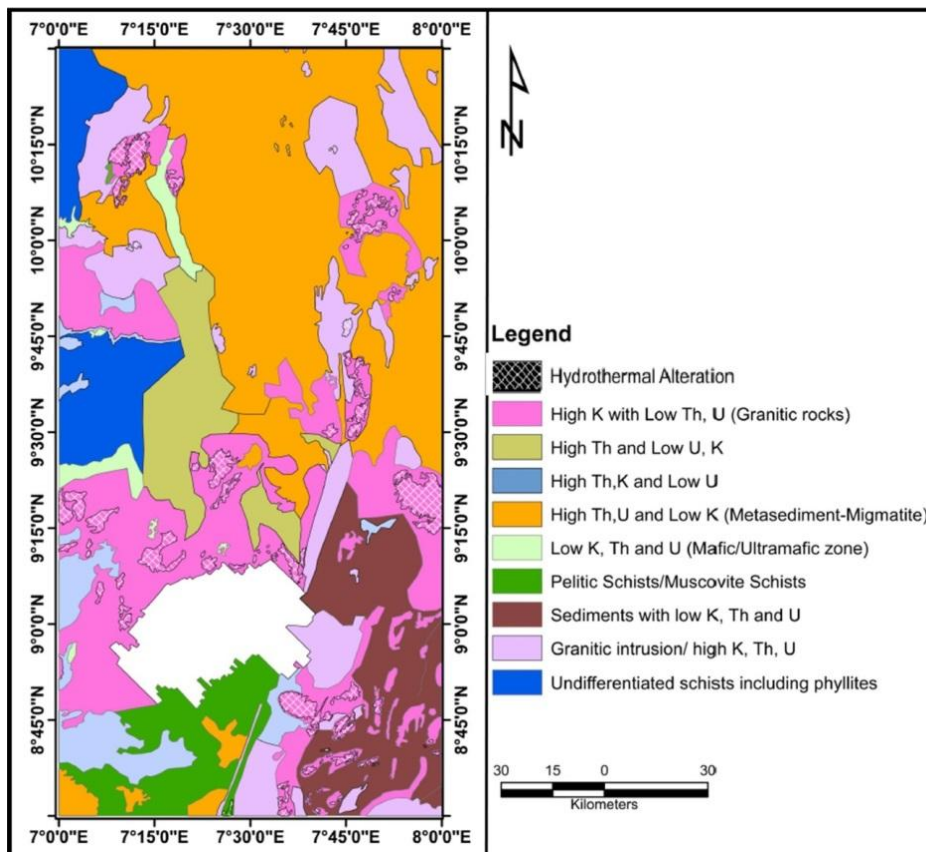 7°0'0"E 7°15'0"E 7°30'0"E 7°45'0"E 8°0'0"E
10°15'0"N 10°15'0"N
10°0'0"N 10°0'0"N
9°45'0"N 9°45'0"N
9°30'0"N 9°30'0"N
9°15'0"N 9°15'0"N
9°0'0"N 9°0'0"N
8°45'0"N 8°45'0"N
7°0'0"E 7°15'0"E 7°30'0"E 7°45'0"E 8°0'0"E
N
Legend
Hydrothermal Alteration
High K with Low Th, U (Granitic rocks)
High Th and Low U, K
High Th,K and Low U
High Th,U and Low K (Metasediment-Migmatite)
Low K, Th and U (Mafic/Ultramafic zone)
Pelitic Schists/Muscovite Schists
Sediments with low K, Th and U
Granitic intrusion/ high K, Th, U
Undifferentiated schists including phyllites
30 15 0 30
Kilometers